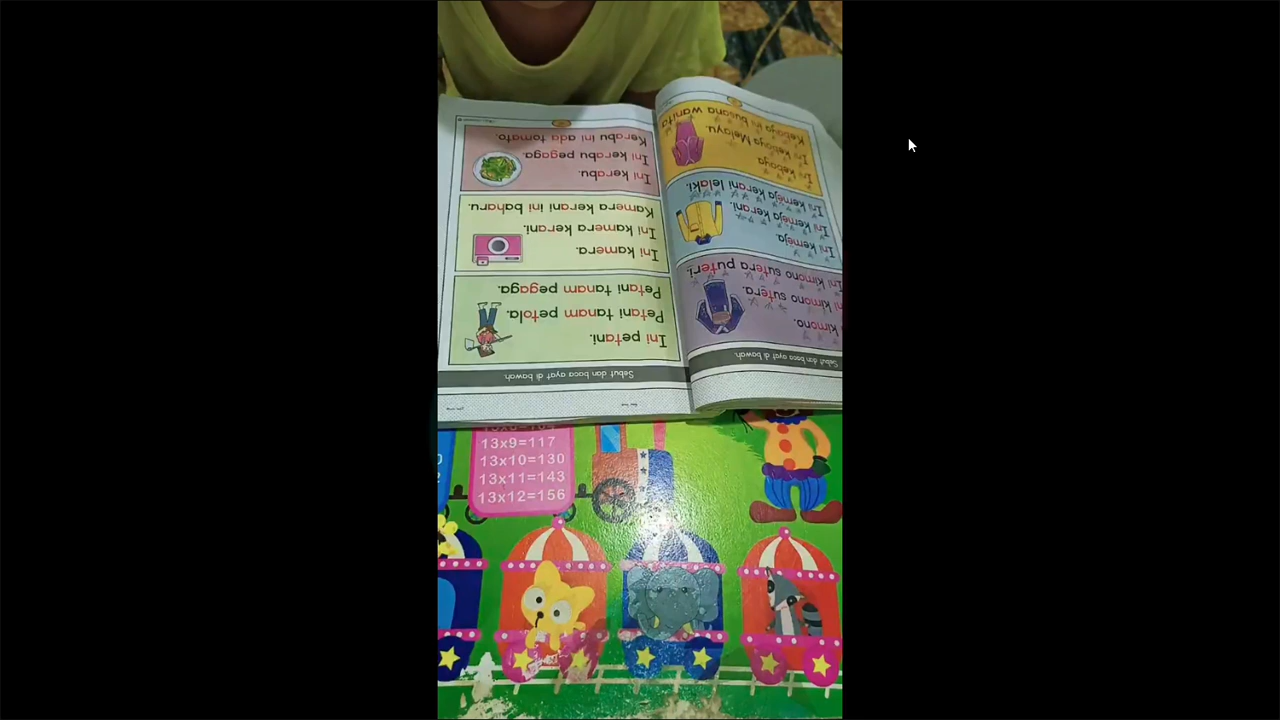 Sebut dan baca ayat di bawah.
kimono.
kimono sutera.
Ini kimono sutera puteri.
Ini kemeja.
Ini kemeja kerani.
Ini kemeja kerani lelaki.
Ini kebaya
Ini kebaya Melayu.
Kebaya busana wanita
Sebut dan baca ayat di bawah.
Ini petani.
Petani tanam petola.
Petani tanam pegaga.
Ini kamera.
Ini kamera kerani.
Kamera kerani ini baharu.
Ini kerabu.
Ini kerabu pegaga.
Kerabu ini ada tomato.
13x9=117
13x10=130
13x11=143
13x12=156